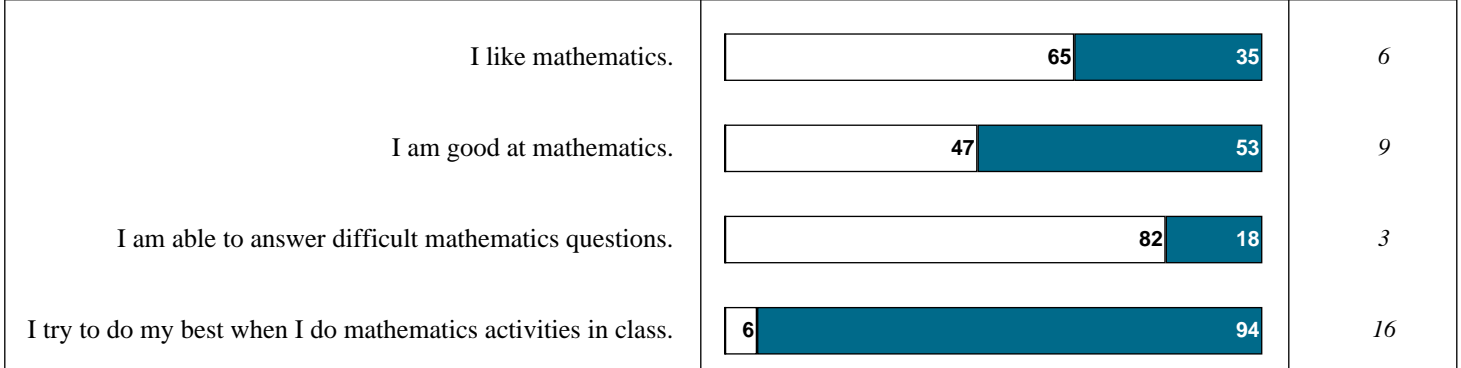 I like mathematics. 65 35 6
I am good at mathematics. 47 53 9
I am able to answer difficult mathematics questions. 82 18 3
I try to do my best when I do mathematics activities in class. 6 94 16